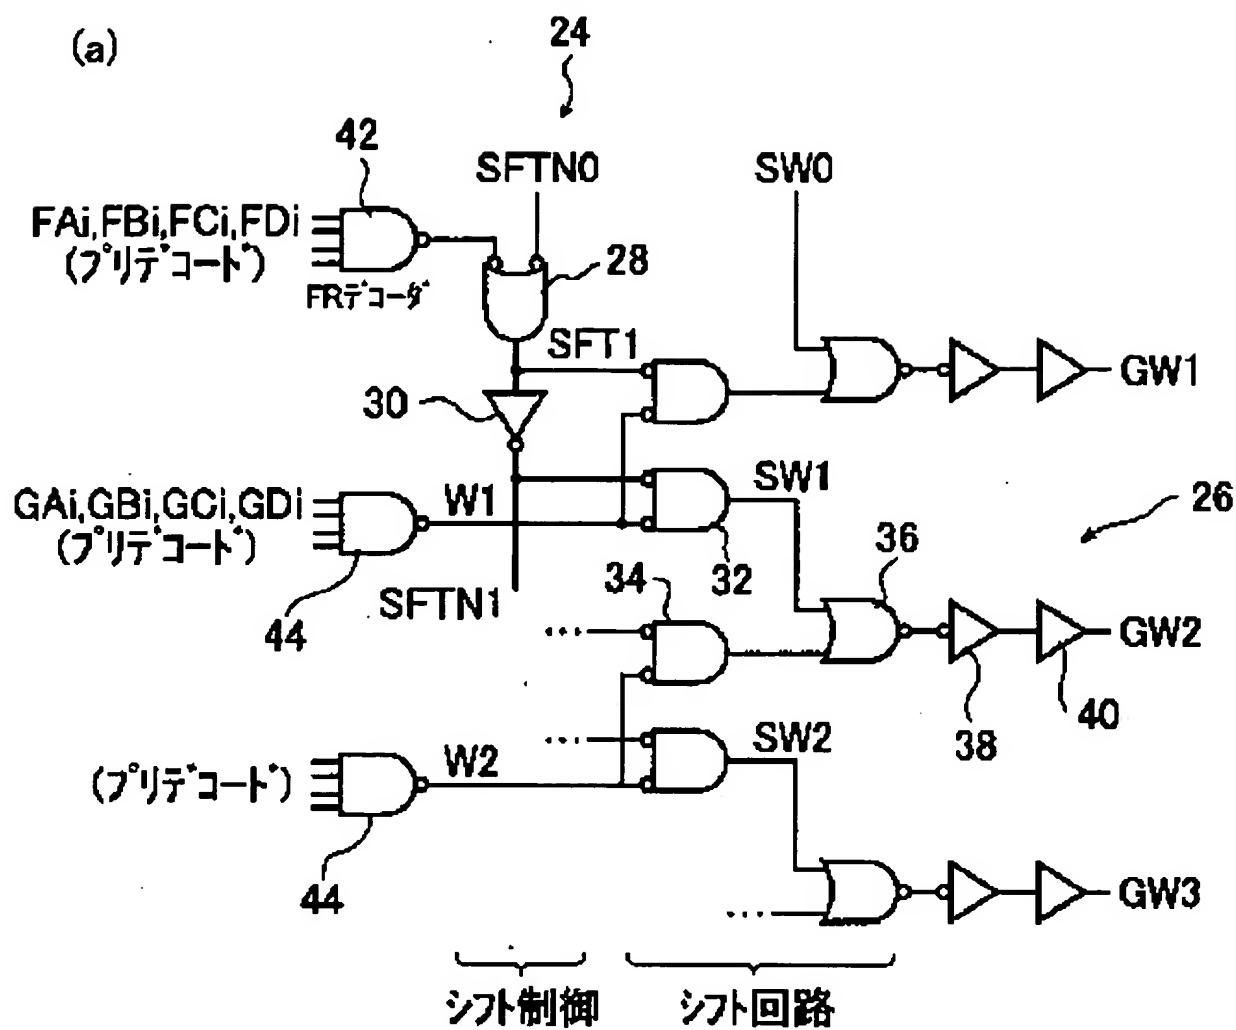 (a)
24
42
SFTN0
SW0
FAi,FBi,FCi,FDi
(プリデコード)
FRデコーダ
28
SFT1
GW1
30
GAi,GBi,GCi,GDi
(プリデコード)
W1
SW1
26
32
36
34
44
SFTN1
...
GW2
38
40
(プリデコード)
W2
...
SW2
44
...
GW3
シフト制御
シフト回路